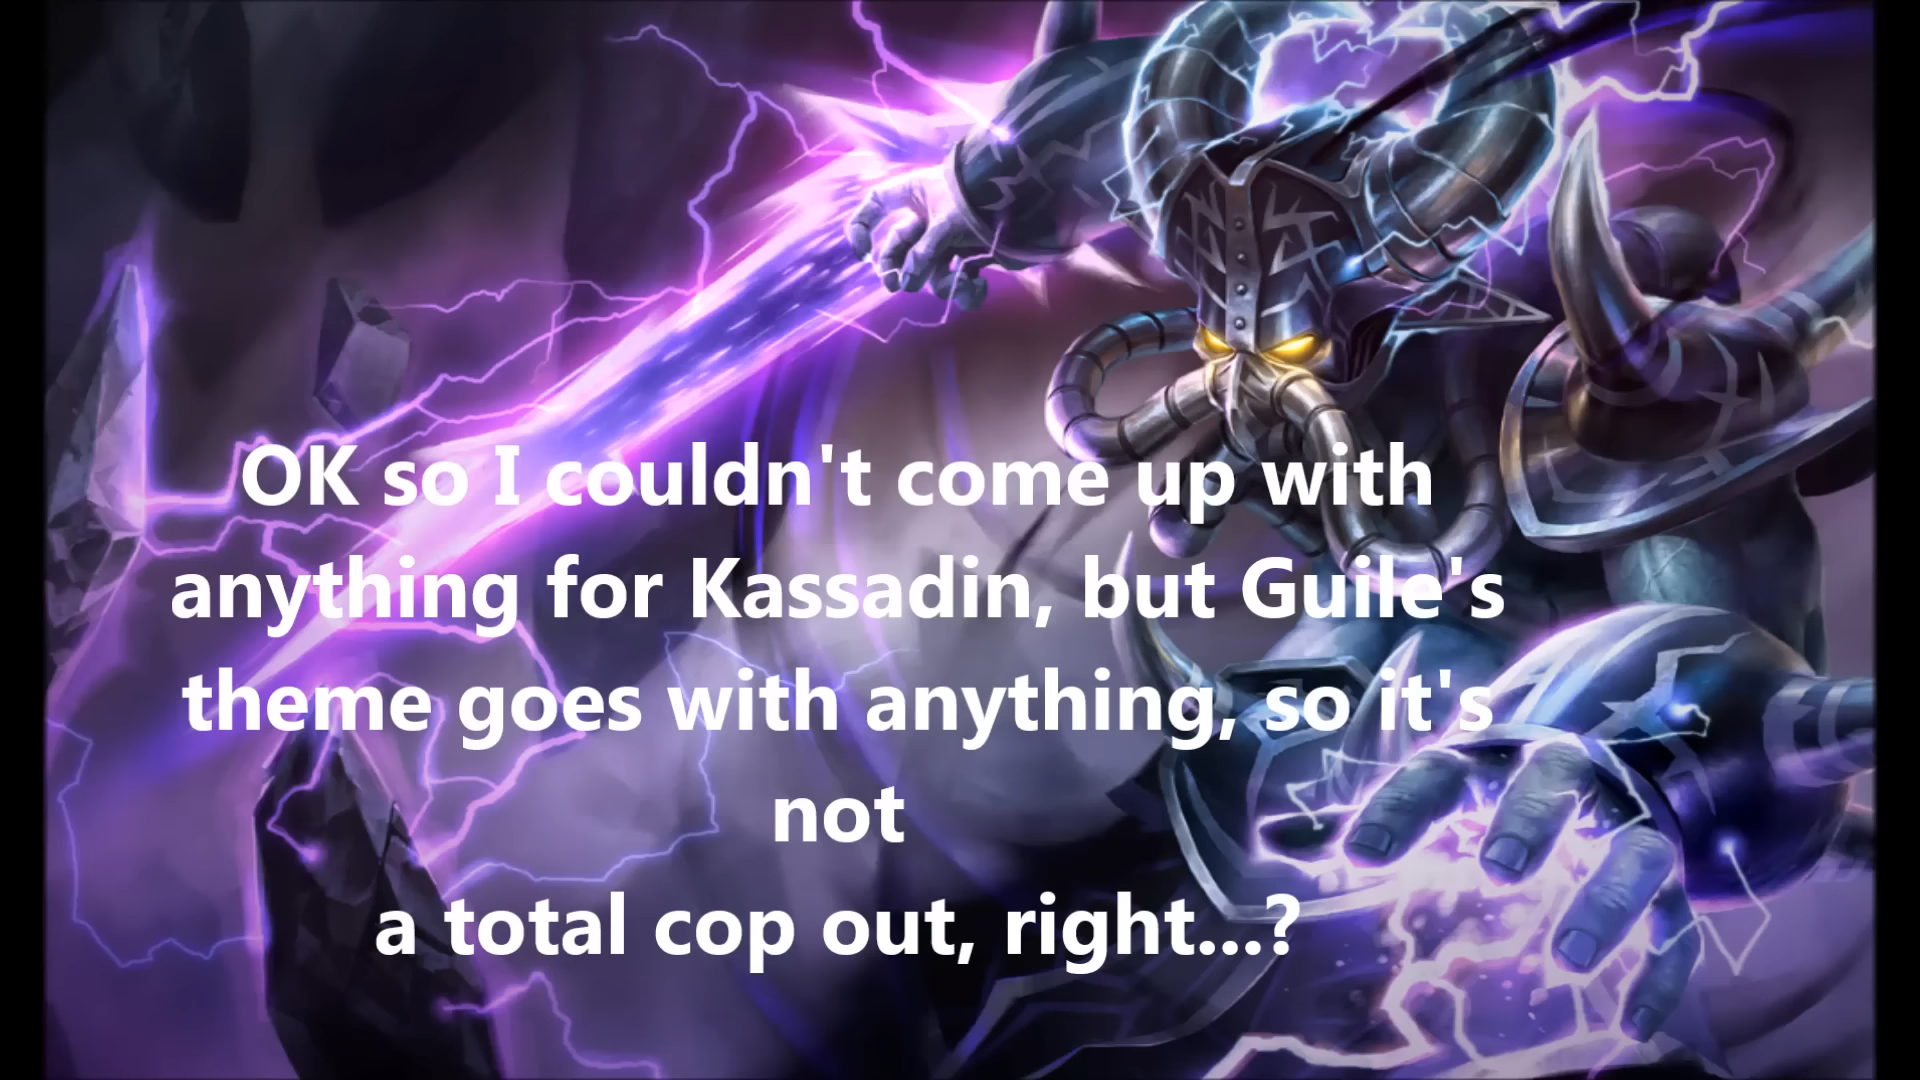 OK so I couldn't come up with
anything for Kassadin, but Guile's
theme goes with anything, so it's
not
a total cop out, right...?